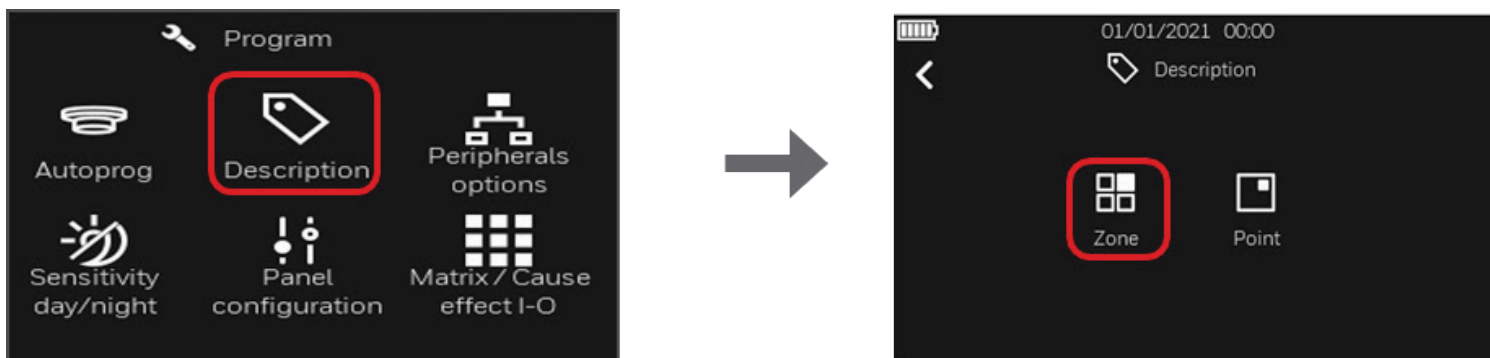 Program
Autoprog
Description
Peripherals
options
Sensitivity
day/night
Panel
configuration
Matrix / Cause
effect I-O
01/01/2021 00:00
Description
Zone
Point